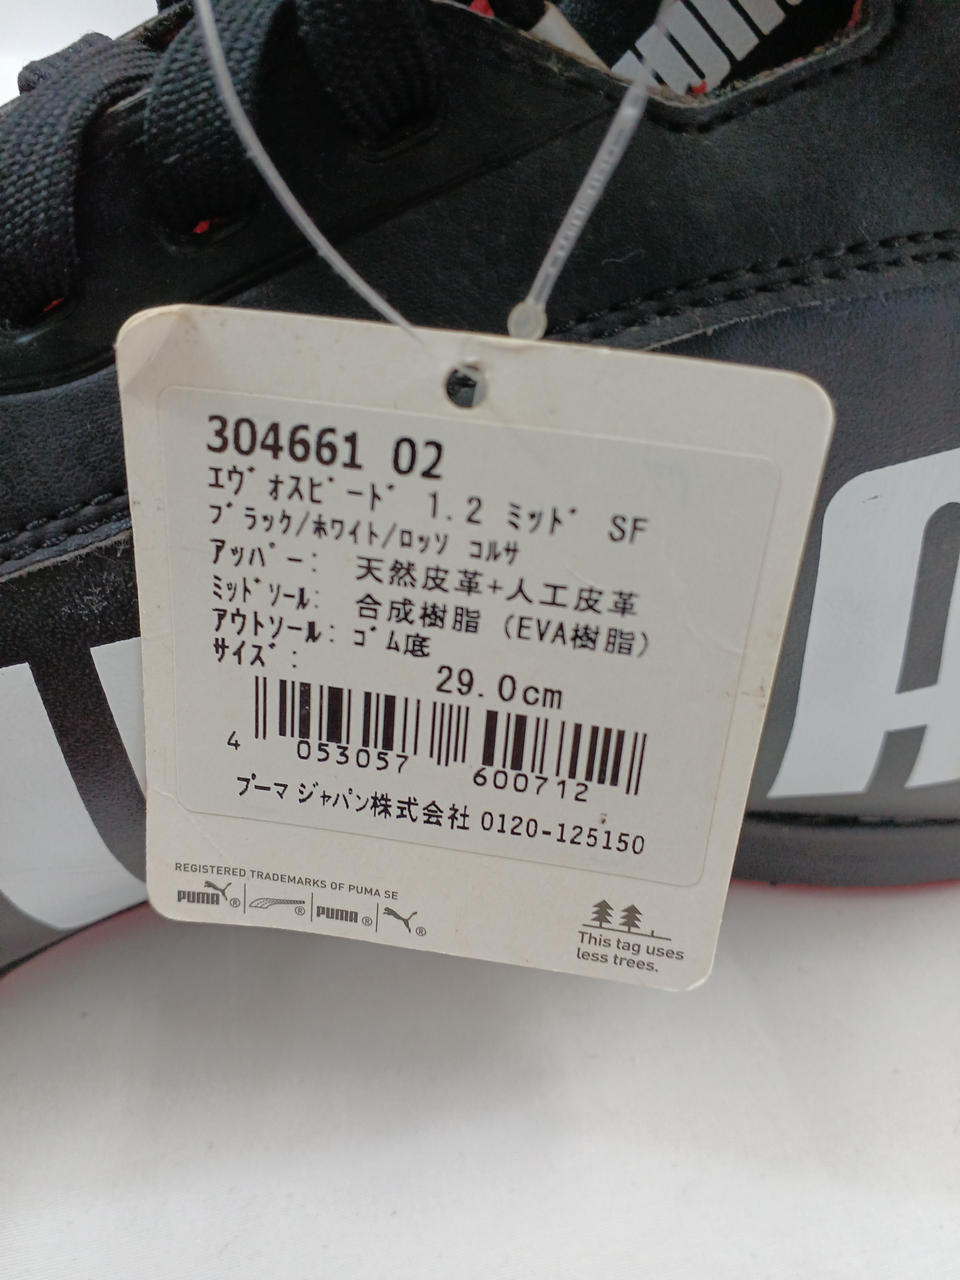 304661 02
ｴｳﾞｫｽﾋﾟｰﾄﾞ 1.2 ﾐｯﾄﾞ SF
ﾌﾞﾗｯｸ/ﾎﾜｲﾄ/ﾛｯｿ ｺﾙｻ
ｱｯﾊﾟｰ: 天然皮革+人工皮革
ﾐｯﾄﾞｿｰﾙ: 合成樹脂 (EVA樹脂)
ｱｳﾄｿｰﾙ: ｺﾞﾑ底
ｻｲｽﾞ: 29.0cm
4 053057 600712
ﾌﾟｰﾏ ｼﾞｬﾊﾟﾝ株式会社 0120-125150
REGISTERED TRADEMARKS OF PUMA SE
PUMA® ® PUMA® ®
This tag uses
less trees.